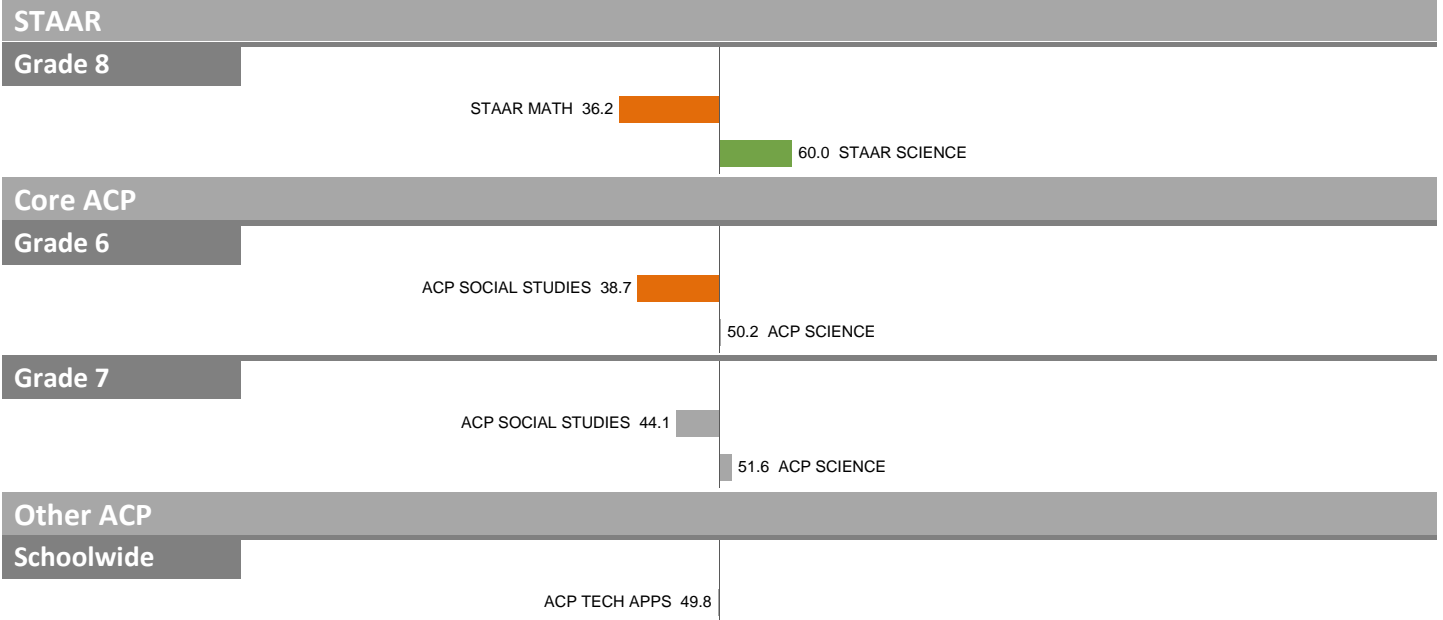 STAAR
Grade 8
STAAR MATH 36.2
60.0 STAAR SCIENCE
Core ACP
Grade 6
ACP SOCIAL STUDIES 38.7
50.2 ACP SCIENCE
Grade 7
ACP SOCIAL STUDIES 44.1
51.6 ACP SCIENCE
Other ACP
Schoolwide
ACP TECH APPS 49.8